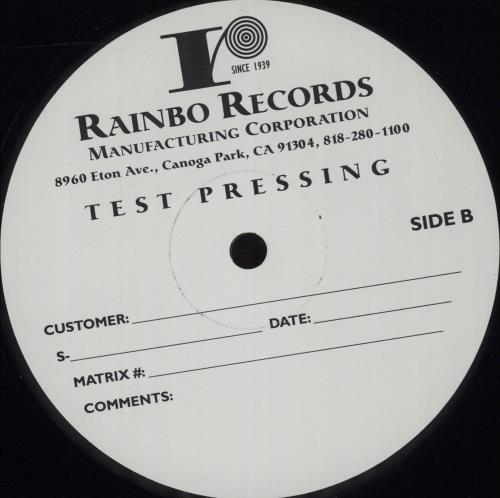 r
SINCE 1939
RAINBO RECORDS
MANUFACTURING CORPORATION
8960 Eton Ave., Canoga Park, CA 91304, 818-280-1100
TEST PRESSING
SIDE B
CUSTOMER:
S- DATE:
MATRIX #:
COMMENTS: